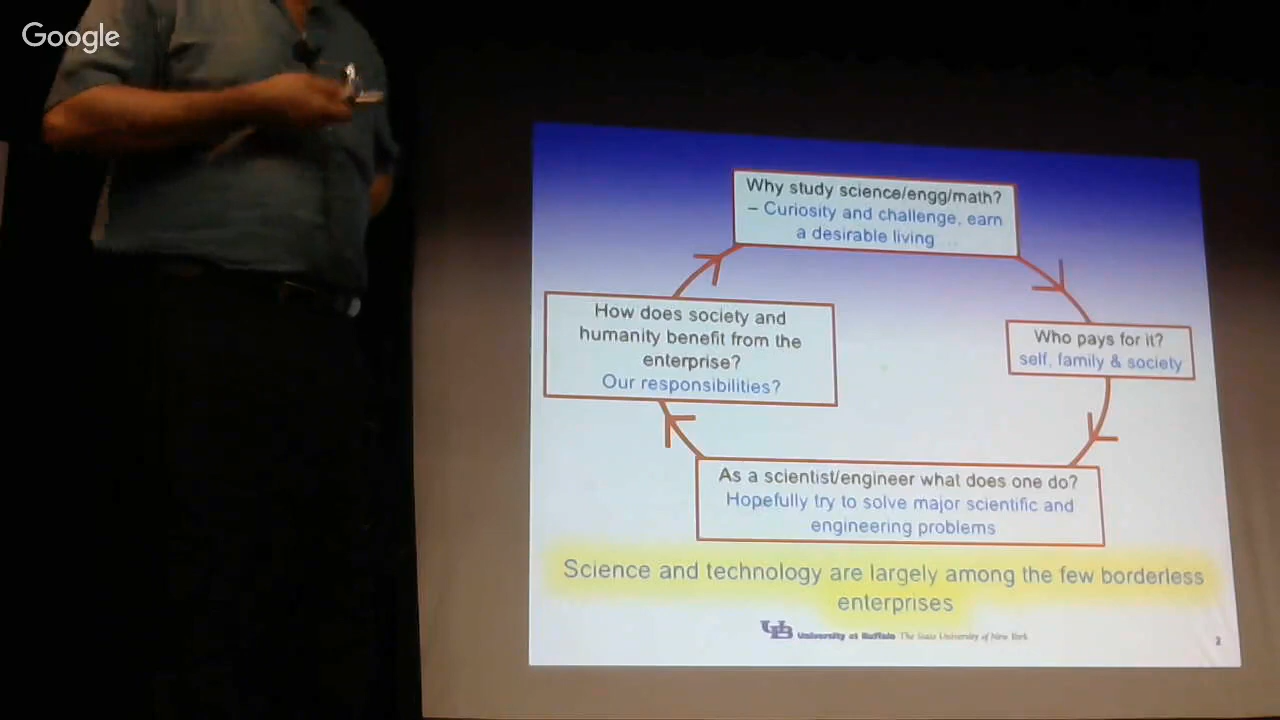 Google
Why study science/engg/math?
– Curiosity and challenge, earn
a desirable living
Who pays for it?
self, family & society
How does society and
humanity benefit from the
enterprise?
Our responsibilities?
As a scientist/engineer what does one do?
Hopefully try to solve major scientific and
engineering problems
Science and technology are largely among the few borderless
enterprises
UB University at Buffalo The State University of New York
2